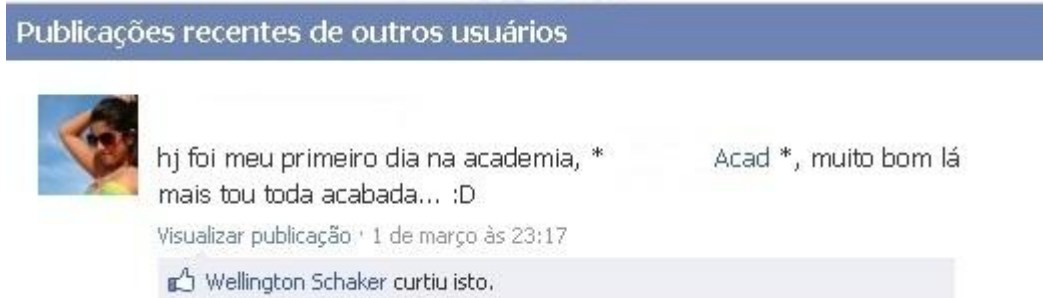 Publicações recentes de outros usuários
hj foi meu primeiro dia na academia, * Acad *, muito bom lá
mais tou toda acabada... :D
Visualizar publicação · 1 de março às 23:17
Wellington Schaker curtiu isto.